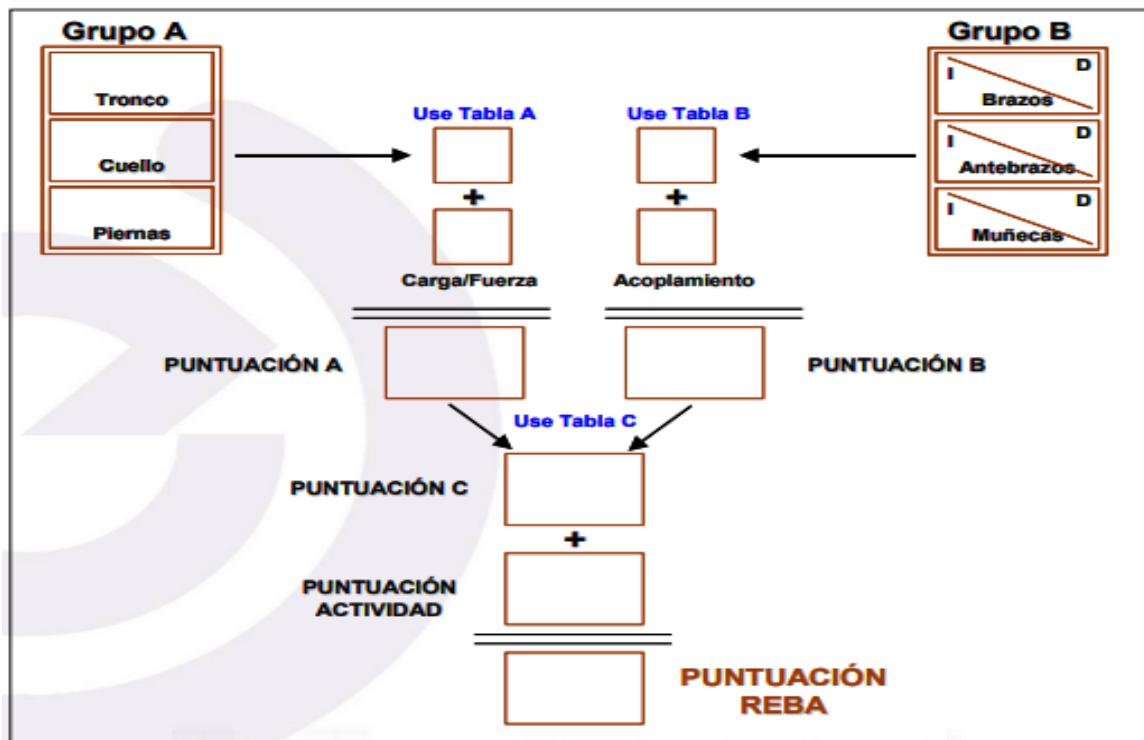 Grupo A
Grupo B
Tronco
Cuello
Piernas
I
D
Brazos
I
D
Antebrazos
I
D
Muñecas
Use Tabla A
Use Tabla B
+
+
Carga/Fuerza
Acoplamiento
PUNTUACIÓN A
PUNTUACIÓN B
Use Tabla C
PUNTUACIÓN C
+
PUNTUACIÓN
ACTIVIDAD
PUNTUACIÓN
REBA